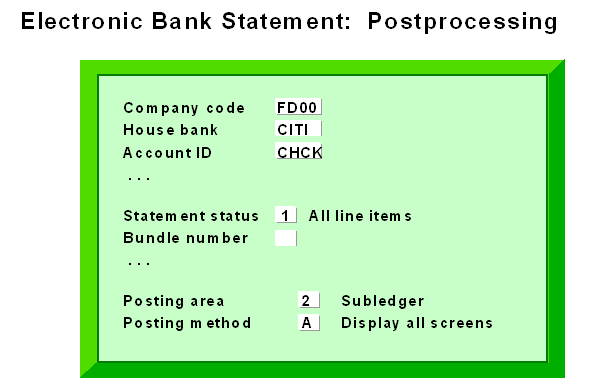 Electronic Bank Statement: Postprocessing
Company code FD00
House bank CITI
Account ID CHCK
...
Statement status 1 All line items
Bundle number
...
Posting area 2 Subledger
Posting method A Display all screens